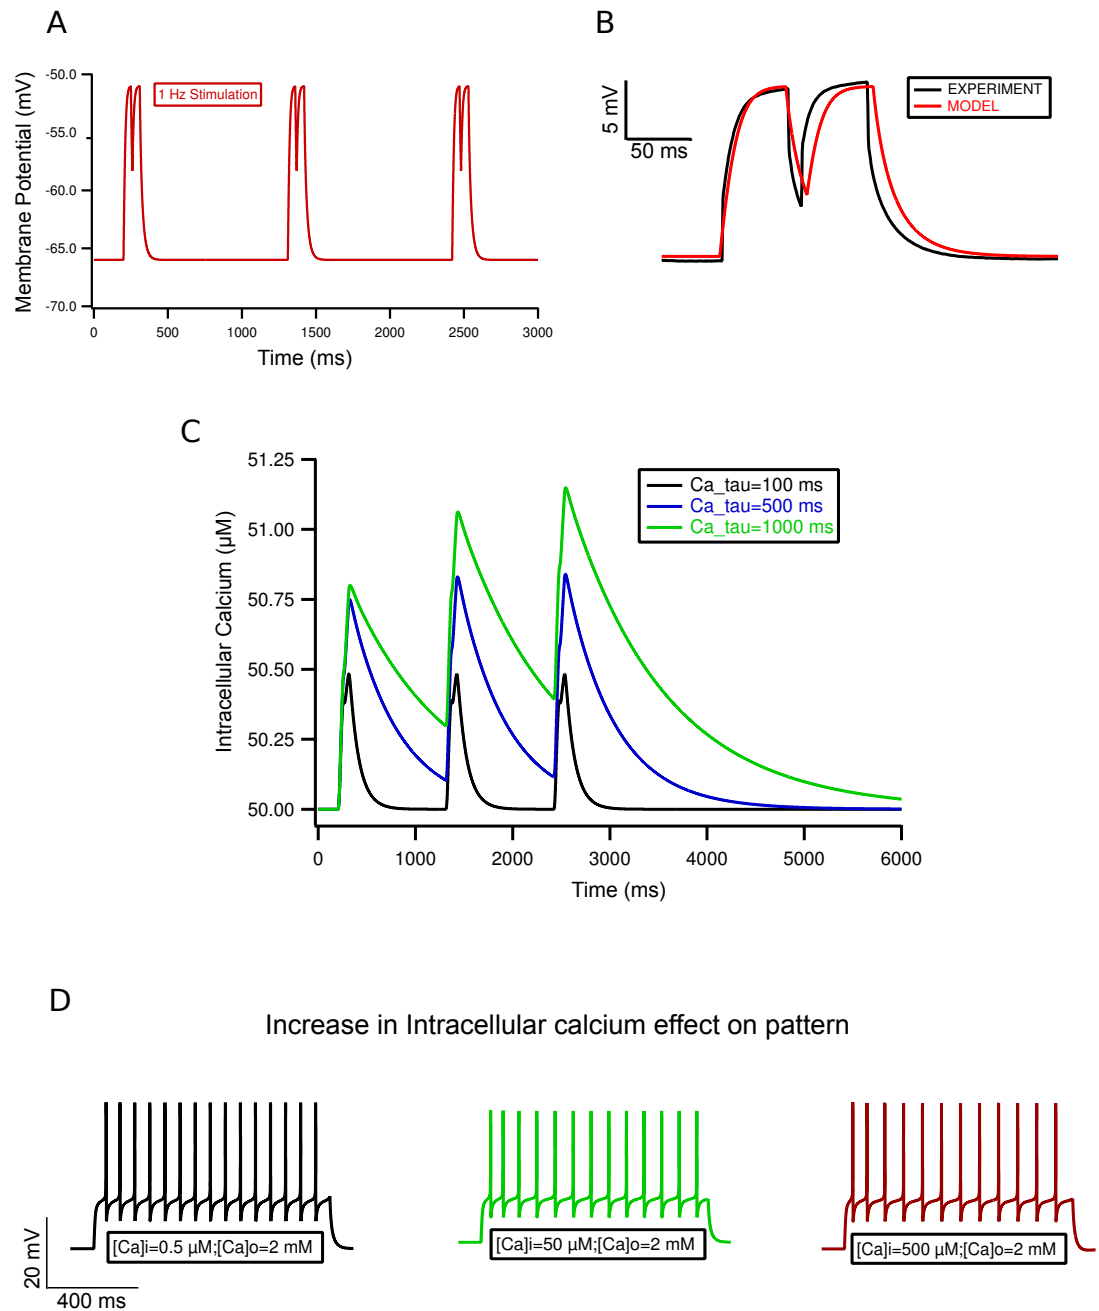 A
Membrane Potential (mV)
-50.0
-55.0
-60.0
-65.0
-70.0
1 Hz Stimulation
0 500 1000 1500 2000 2500 3000
Time (ms)
B
5 mV
50 ms
EXPERIMENT
MODEL
C
Intracellular Calcium (µM)
51.25
51.00
50.75
50.50
50.25
50.00
Ca_tau=100 ms
Ca_tau=500 ms
Ca_tau=1000 ms
0 1000 2000 3000 4000 5000 6000
Time (ms)
D
Increase in Intracellular calcium effect on pattern
[Ca]i=0.5 µM;[Ca]o=2 mM
[Ca]i=50 µM;[Ca]o=2 mM
[Ca]i=500 µM;[Ca]o=2 mM
20 mV
400 ms